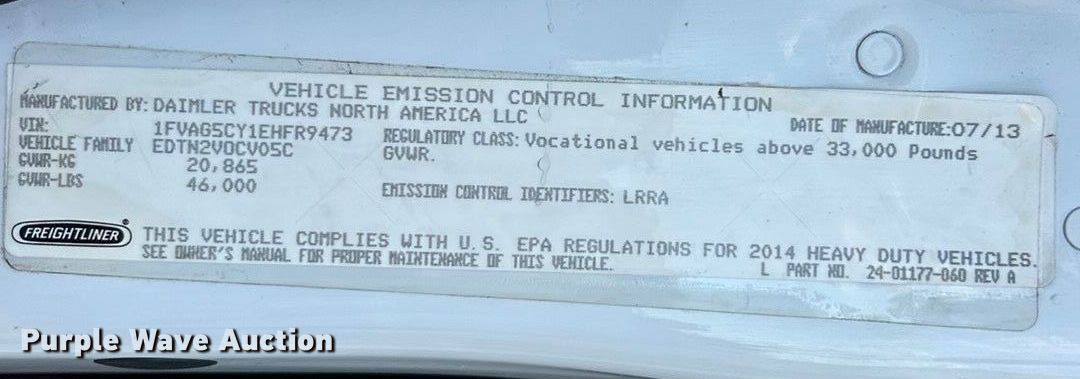 VEHICLE EMISSION CONTROL INFORMATION
MANUFACTURED BY: DAIMLER TRUCKS NORTH AMERICA LLC
DATE OF MANUFACTURE: 07/13
VIN: 1FVAG5CY1EHFR9473
REGULATORY CLASS: Vocational vehicles above 33,000 Pounds
GVWR.
VEHICLE FAMILY EDTN2VOCV05C
GVWR-KG 20,865
GVWR-LBS 46,000
EMISSION CONTROL IDENTIFIERS: LRRA
FREIGHTLINER®
THIS VEHICLE COMPLIES WITH U.S. EPA REGULATIONS FOR 2014 HEAVY DUTY VEHICLES.
SEE OWNER'S MANUAL FOR PROPER MAINTENANCE OF THIS VEHICLE.
L PART NO. 24-01177-060 REV A
Purple Wave Auction